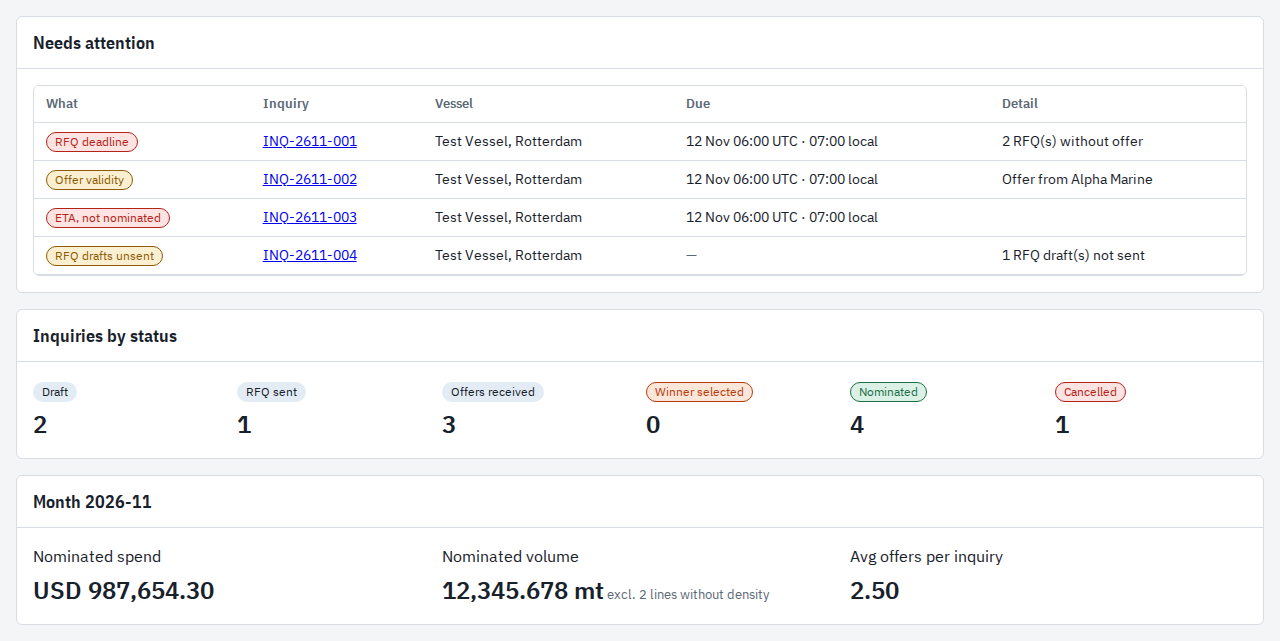 Needs attention
What Inquiry Vessel Due Detail
RFQ deadline INQ-2611-001 Test Vessel, Rotterdam 12 Nov 06:00 UTC · 07:00 local 2 RFQ(s) without offer
Offer validity INQ-2611-002 Test Vessel, Rotterdam 12 Nov 06:00 UTC · 07:00 local Offer from Alpha Marine
ETA, not nominated INQ-2611-003 Test Vessel, Rotterdam 12 Nov 06:00 UTC · 07:00 local
RFQ drafts unsent INQ-2611-004 Test Vessel, Rotterdam — 1 RFQ draft(s) not sent
Inquiries by status
Draft RFQ sent Offers received Winner selected Nominated Cancelled
2 1 3 0 4 1
Month 2026-11
Nominated spend Nominated volume Avg offers per inquiry
USD 987,654.30 12,345.678 mt excl. 2 lines without density 2.50